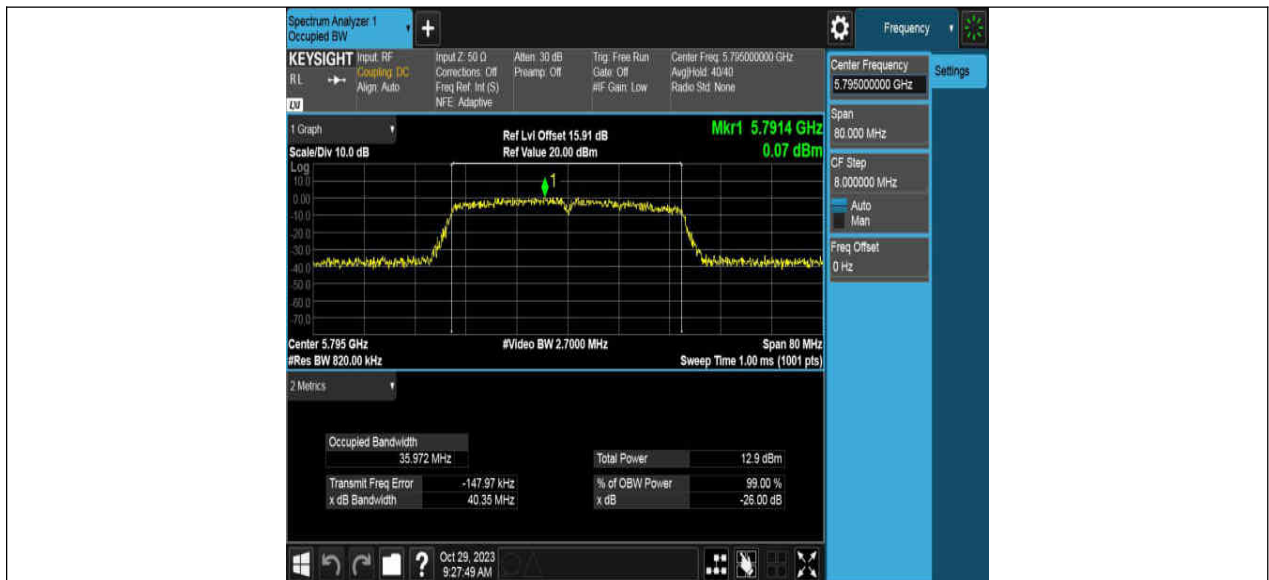 Spectrum Analyzer 1
Occupied BW
+
Frequency
KEYSIGHT
RL
LXI
Input: RF
Coupling: DC
Align: Auto
Input Z: 50 Ω
Corrections: Off
Freq Ref: Int (S)
NFE: Adaptive
Atten: 30 dB
Preamp: Off
Trig: Free Run
Gate: Off
#IF Gain: Low
Center Freq: 5.795000000 GHz
Avg|Hold: 40/40
Radio Std: None
Center Frequency
5.795000000 GHz
Settings
Span
80.000 MHz
CF Step
8.000000 MHz
Auto
Man
Freq Offset
0 Hz
1 Graph
Scale/Div 10.0 dB
Ref Lvl Offset 15.91 dB
Ref Value 20.00 dBm
Mkr1 5.7914 GHz
0.07 dBm
Log
10.0
0.00
-10.0
-20.0
-30.0
-40.0
-50.0
-60.0
-70.0
1
Center 5.795 GHz
#Res BW 820.00 kHz
#Video BW 2.7000 MHz
Span 80 MHz
Sweep Time 1.00 ms (1001 pts)
2 Metrics
Occupied Bandwidth
35.972 MHz
Total Power 12.9 dBm
Transmit Freq Error -147.97 kHz
% of OBW Power 99.00 %
x dB Bandwidth 40.35 MHz
x dB -26.00 dB
?
Oct 29, 2023
9:27:49 AM